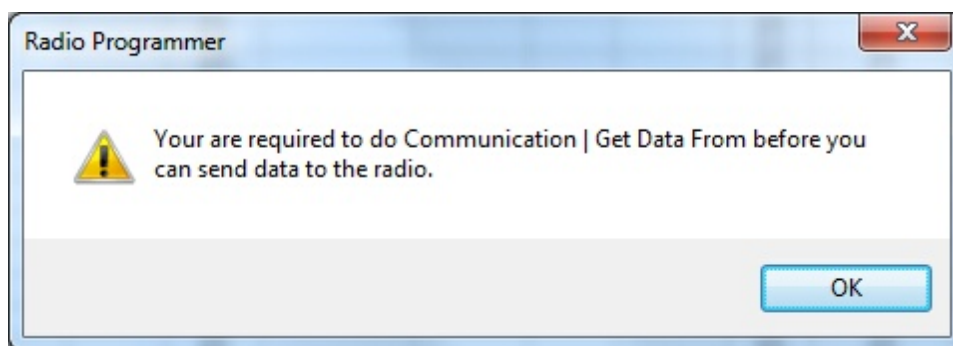 Radio Programmer
Your are required to do Communication | Get Data From before you
can send data to the radio.
OK